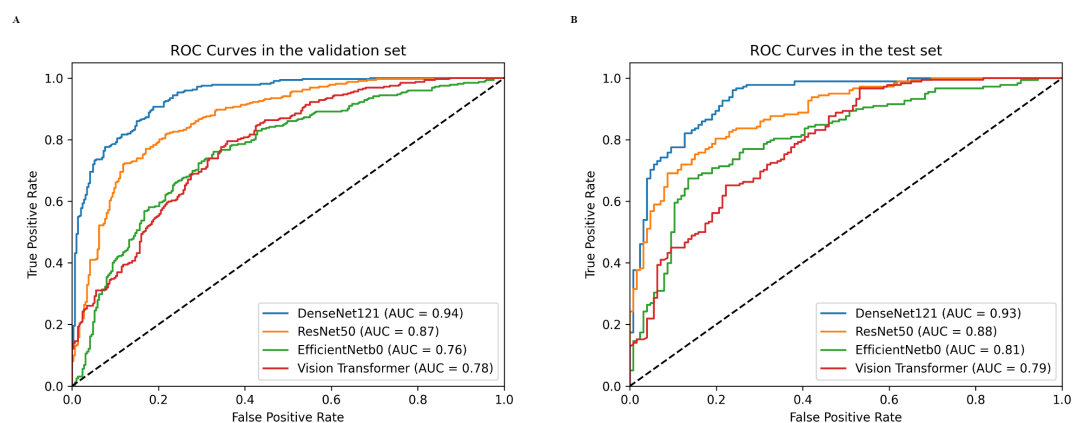 A
ROC Curves in the validation set
1.0
0.8
0.6
0.4
0.2
0.0
True Positive Rate
0.0 0.2 0.4 0.6 0.8 1.0
False Positive Rate
DenseNet121 (AUC = 0.94)
ResNet50 (AUC = 0.87)
EfficientNetb0 (AUC = 0.76)
Vision Transformer (AUC = 0.78)
B
ROC Curves in the test set
1.0
0.8
0.6
0.4
0.2
0.0
True Positive Rate
0.0 0.2 0.4 0.6 0.8 1.0
False Positive Rate
DenseNet121 (AUC = 0.93)
ResNet50 (AUC = 0.88)
EfficientNetb0 (AUC = 0.81)
Vision Transformer (AUC = 0.79)